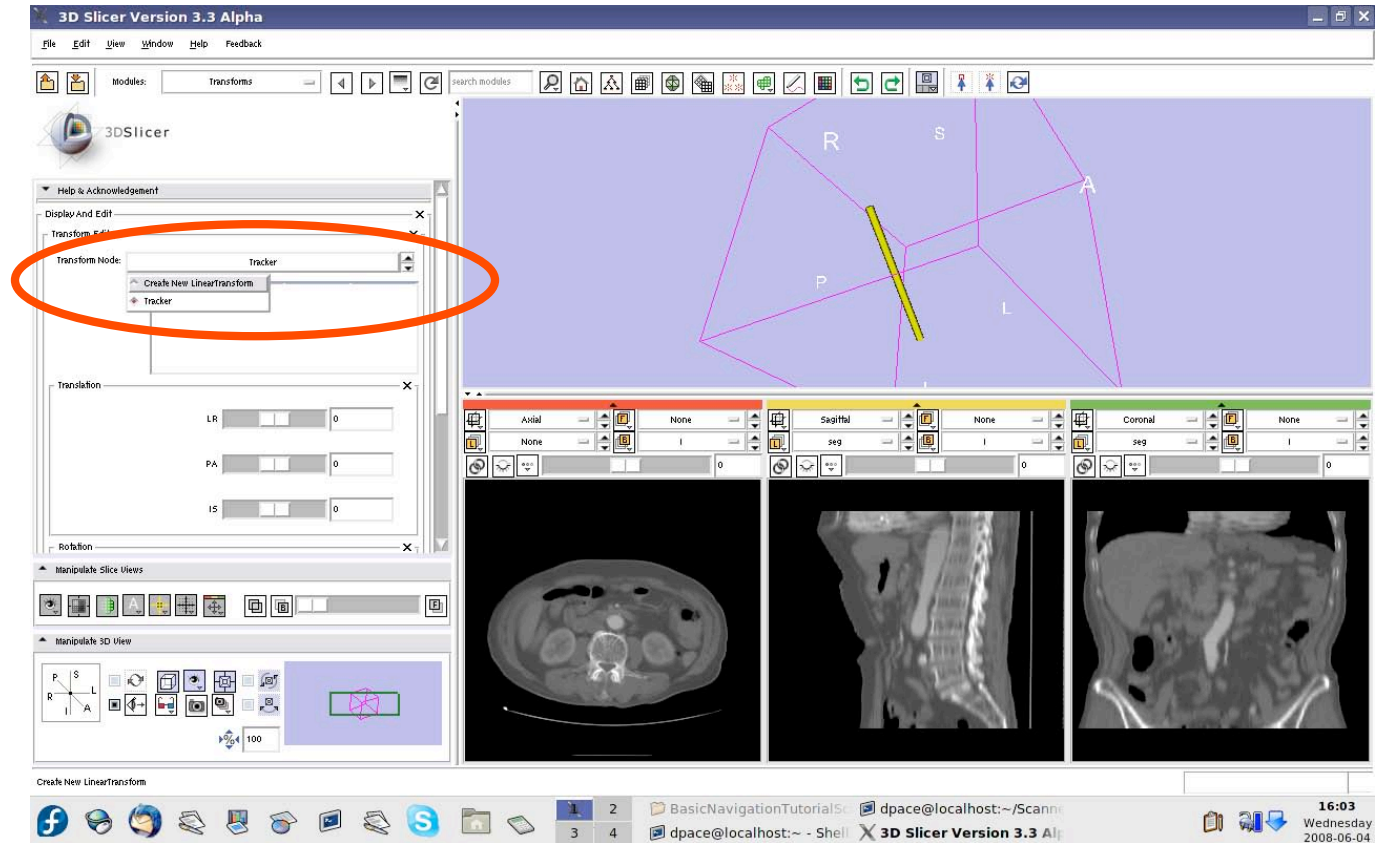 3D Slicer Version 3.3 Alpha
File Edit View Window Help Feedback
Modules: Transforms search modules
3DSlicer
Help & Acknowledgement
Display And Edit
Transform Node: Tracker
Create New LinearTransform
Tracker
Translation
LR 0
PA 0
IS 0
Rotation
Manipulate Slice Views
Manipulate 3D View
P S
R L
I A
100
R S A
P L
Axial None
None 0
Sagittal None
seg 0
Coronal None
seg 0
Create New LinearTransform
1 2
3 4
BasicNavigationTutorialSc
dpace@localhost:~/Scann
dpace@localhost:~ - Shell
3D Slicer Version 3.3 Alp
16:03
Wednesday
2008-06-04